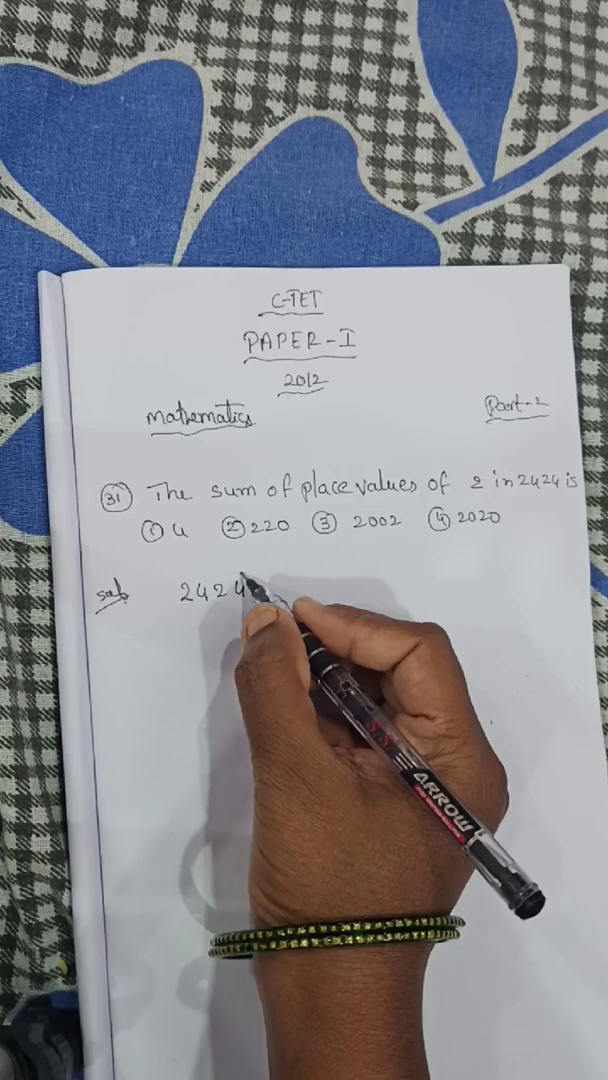 C-TET
PAPER-I
2012
Mathematics
Part-2
31 The sum of place values of 2 in 2424 is
1 4 2 220 3 2002 4 2020
Sol. 2424
ARROW